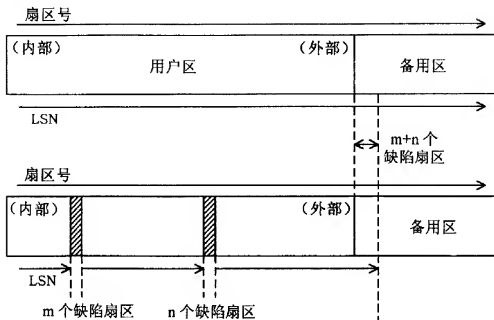 扇区号
（内部）
用户区
（外部）
备用区
LSN
m+n 个
缺陷扇区
扇区号
（内部）
（外部）
备用区
LSN
m 个缺陷扇区
n 个缺陷扇区